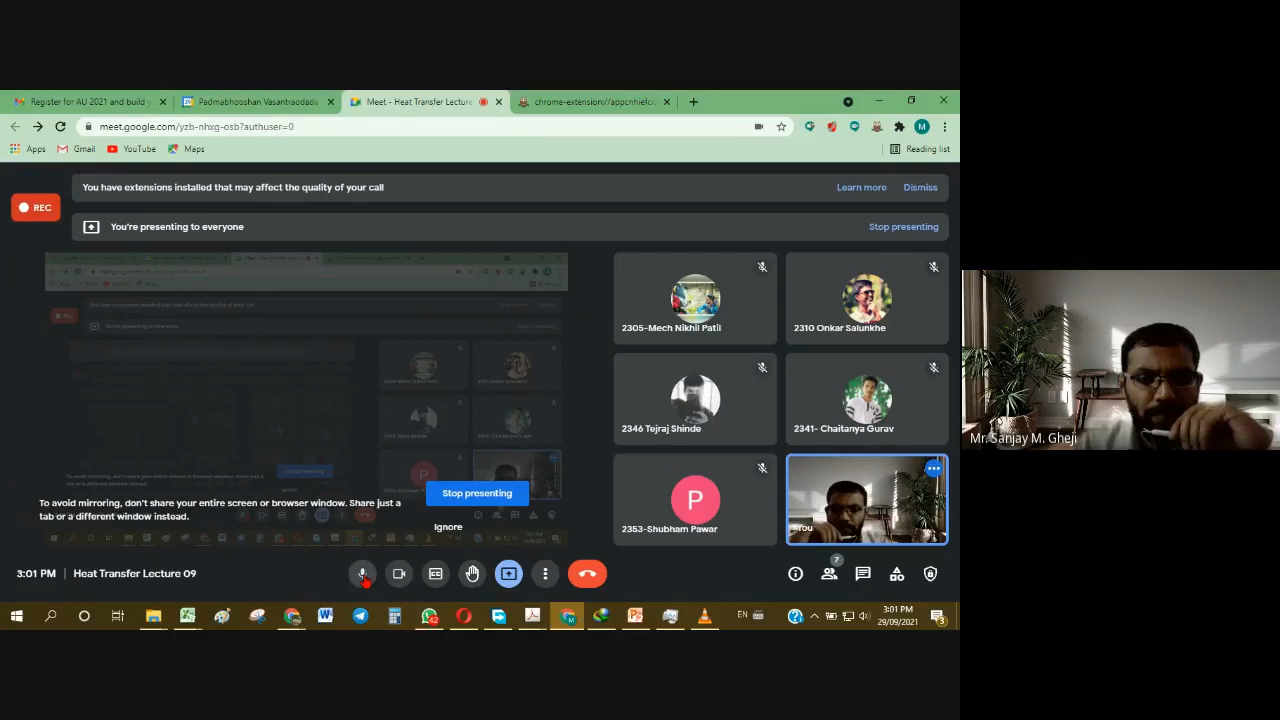 Register for AU 2021 and build y
Padmabhooshan Vasantraodada
Meet - Heat Transfer Lecture
chrome-extension://appcnhiefcid
meet.google.com/yzb-nhxg-osb?authuser=0
M
Apps
Gmail
YouTube
Maps
Reading list
You have extensions installed that may affect the quality of your call
Learn more
Dismiss
REC
You're presenting to everyone
Stop presenting
2305-Mech Nikhil Patil
2310 Onkar Salunkhe
2346 Tejraj Shinde
2341- Chaitanya Gurav
P
2353-Shubham Pawar
You
To avoid mirroring, don't share your entire screen or browser window. Share just a
tab or a different window instead.
Stop presenting
Ignore
3:01 PM | Heat Transfer Lecture 09
7
42
EN
3:01 PM
29/09/2021
3
Mr. Sanjay M. Gheji